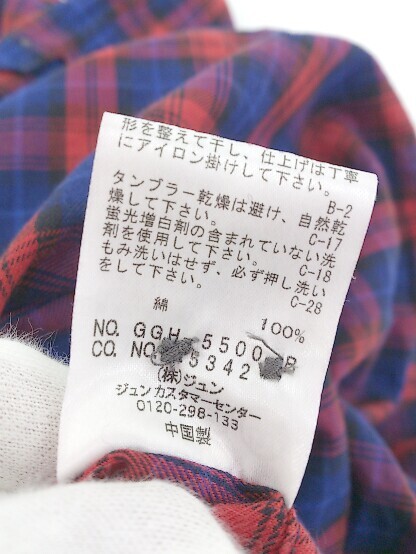 形を整えて干し、仕上げは丁寧
にアイロン掛けして下さい。
B-2
タンブラー乾燥は避け、自然乾
燥して下さい。 C-17
蛍光増白剤の含まれていない洗
剤を使用して下さい。 C-18
もみ洗いはせず、必ず押し洗い
をして下さい。 C-28
綿 100%
NO. GGH 5500 B
CO. NO 5342
(株)ジュン
ジュンカスタマーセンター
0120-298-133
中国製